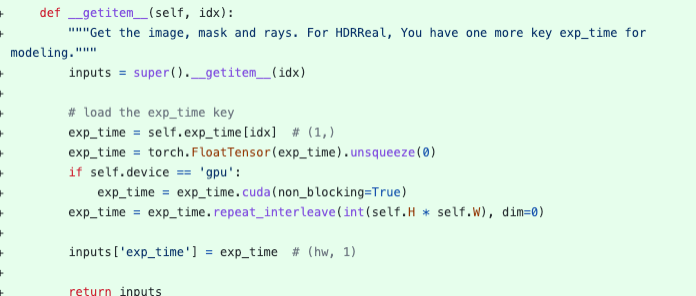 + def __getitem__(self, idx):
+ """Get the image, mask and rays. For HDRReal, You have one more key exp_time for
modeling."""
+ inputs = super().__getitem__(idx)
+
+ # load the exp_time key
+ exp_time = self.exp_time[idx]  # (1,)
+ exp_time = torch.FloatTensor(exp_time).unsqueeze(0)
+ if self.device == 'gpu':
+ exp_time = exp_time.cuda(non_blocking=True)
+ exp_time = exp_time.repeat_interleave(int(self.H * self.W), dim=0)
+
+ inputs['exp_time'] = exp_time  # (hw, 1)
+
+ return inputs